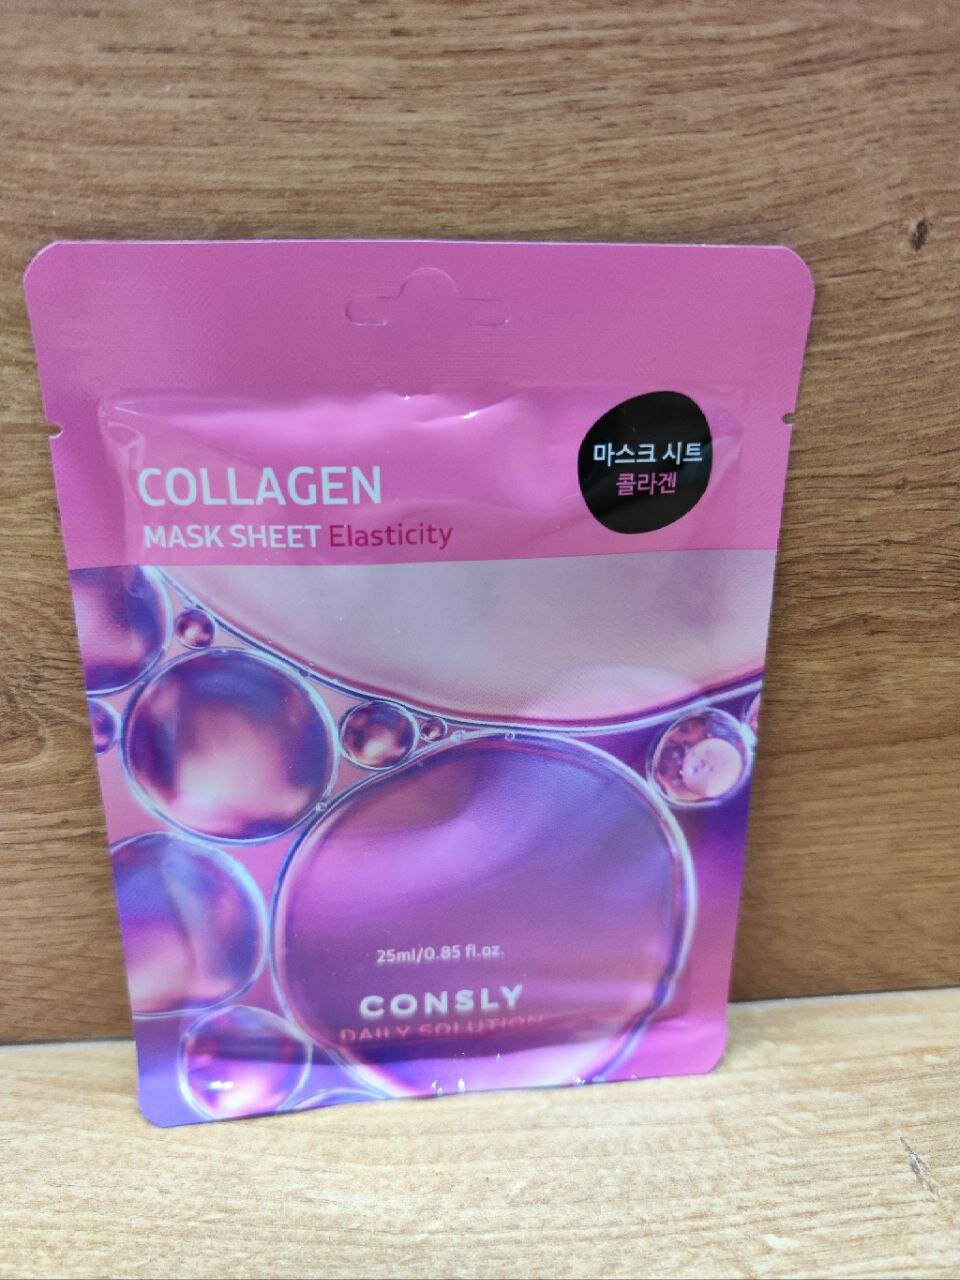 마스크 시트
콜라겐
COLLAGEN
MASK SHEET Elasticity
25ml/0.85 fl.oz.
CONSLY
DAILY SOLUTION